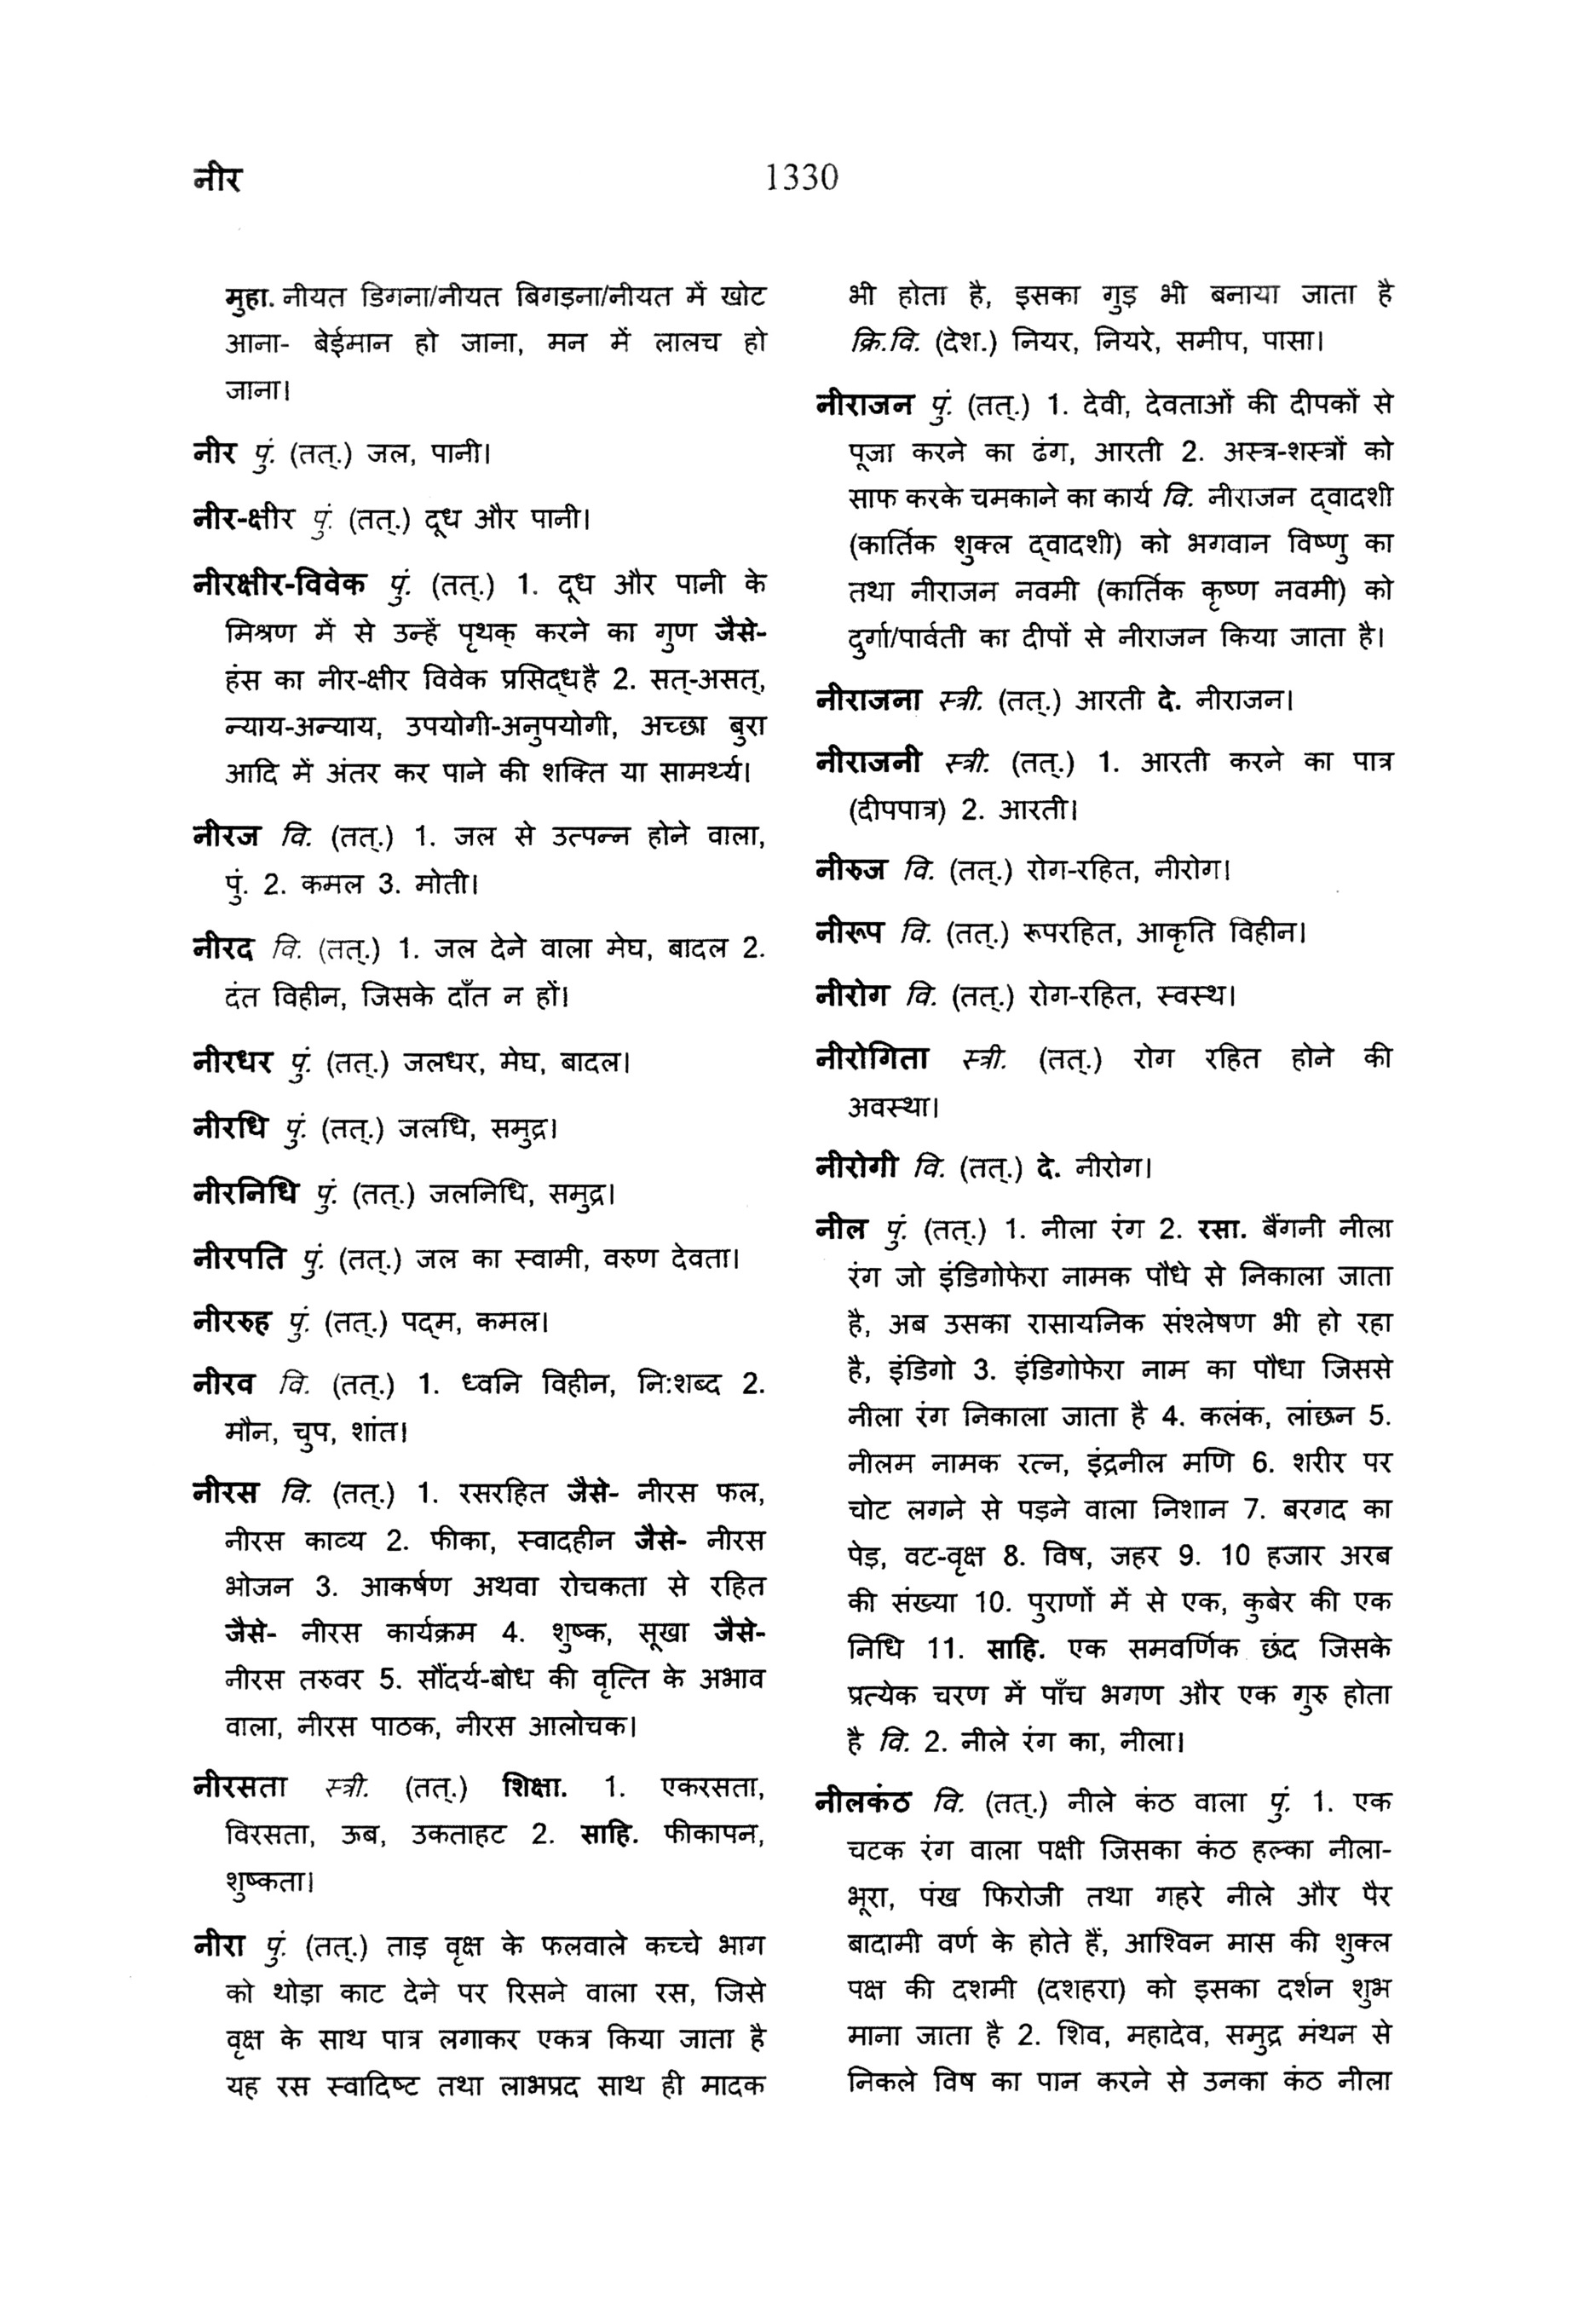 नीर
1330
मुहा. नीयत डिगना/नीयत बिगड़ना/नीयत में खोट
आना- बेईमान हो जाना, मन में लालच हो
जाना।
नीर पुं. (तत्.) जल, पानी।
नीर-क्षीर पुं. (तत्.) दूध और पानी।
नीरक्षीर-विवेक पुं. (तत्.) 1. दूध और पानी के
मिश्रण में से उन्हें पृथक् करने का गुण जैसे-
हंस का नीर-क्षीर विवेक प्रसिद्ध है 2. सत्-असत्,
न्याय-अन्याय, उपयोगी-अनुपयोगी, अच्छा बुरा
आदि में अंतर कर पाने की शक्ति या सामर्थ्य।
नीरज वि. (तत्.) 1. जल से उत्पन्न होने वाला,
पुं. 2. कमल 3. मोती।
नीरद वि. (तत्.) 1. जल देने वाला मेघ, बादल 2.
दंत विहीन, जिसके दाँत न हों।
नीरधर पुं. (तत्.) जलधर, मेघ, बादल।
नीरधि पुं. (तत्.) जलधि, समुद्र।
नीरनिधि पुं. (तत्.) जलनिधि, समुद्र।
नीरपति पुं. (तत्.) जल का स्वामी, वरुण देवता।
नीररुह पुं. (तत्.) पद्म, कमल।
नीरव वि. (तत्.) 1. ध्वनि विहीन, नि:शब्द 2.
मौन, चुप, शांत।
नीरस वि. (तत्.) 1. रसरहित जैसे- नीरस फल,
नीरस काव्य 2. फीका, स्वादहीन जैसे- नीरस
भोजन 3. आकर्षण अथवा रोचकता से रहित
जैसे- नीरस कार्यक्रम 4. शुष्क, सूखा जैसे-
नीरस तरुवर 5. सौंदर्य-बोध की वृत्ति के अभाव
वाला, नीरस पाठक, नीरस आलोचक।
नीरसता स्त्री. (तत्.) शिक्षा. 1. एकरसता,
विरसता, ऊब, उकताहट 2. साहि. फीकापन,
शुष्कता।
नीरा पुं. (तत्.) ताड़ वृक्ष के फलवाले कच्चे भाग
को थोड़ा काट देने पर रिसने वाला रस, जिसे
वृक्ष के साथ पात्र लगाकर एकत्र किया जाता है
यह रस स्वादिष्ट तथा लाभप्रद साथ ही मादक
भी होता है, इसका गुड़ भी बनाया जाता है
क्रि.वि. (देश.) नियर, नियरे, समीप, पासा।
नीराजन पुं. (तत्.) 1. देवी, देवताओं की दीपकों से
पूजा करने का ढंग, आरती 2. अस्त्र-शस्त्रों को
साफ करके चमकाने का कार्य वि. नीराजन द्वादशी
(कार्तिक शुक्ल द्वादशी) को भगवान विष्णु का
तथा नीराजन नवमी (कार्तिक कृष्ण नवमी) को
दुर्गा/पार्वती का दीपों से नीराजन किया जाता है।
नीराजना स्त्री. (तत्.) आरती दे. नीराजन।
नीराजनी स्त्री. (तत्.) 1. आरती करने का पात्र
(दीपपात्र) 2. आरती।
नीरुज वि. (तत्.) रोग-रहित, नीरोग।
नीरूप वि. (तत्.) रूपरहित, आकृति विहीन।
नीरोग वि. (तत्.) रोग-रहित, स्वस्थ।
नीरोगिता स्त्री. (तत्.) रोग रहित होने की
अवस्था।
नीरोगी वि. (तत्.) दे. नीरोग।
नील पुं. (तत्.) 1. नीला रंग 2. रसा. बैंगनी नीला
रंग जो इंडिगोफेरा नामक पौधे से निकाला जाता
है, अब उसका रासायनिक संश्लेषण भी हो रहा
है, इंडिगो 3. इंडिगोफेरा नाम का पौधा जिससे
नीला रंग निकाला जाता है 4. कलंक, लांछन 5.
नीलम नामक रत्न, इंद्रनील मणि 6. शरीर पर
चोट लगने से पड़ने वाला निशान 7. बरगद का
पेड़, वट-वृक्ष 8. विष, जहर 9. 10 हजार अरब
की संख्या 10. पुराणों में से एक, कुबेर की एक
निधि 11. साहि. एक समवर्णिक छंद जिसके
प्रत्येक चरण में पाँच भगण और एक गुरु होता
है वि. 2. नीले रंग का, नीला।
नीलकंठ वि. (तत्.) नीले कंठ वाला पुं. 1. एक
चटक रंग वाला पक्षी जिसका कंठ हल्का नीला-
भूरा, पंख फिरोजी तथा गहरे नीले और पैर
बादामी वर्ण के होते हैं, आश्विन मास की शुक्ल
पक्ष की दशमी (दशहरा) को इसका दर्शन शुभ
माना जाता है 2. शिव, महादेव, समुद्र मंथन से
निकले विष का पान करने से उनका कंठ नीला